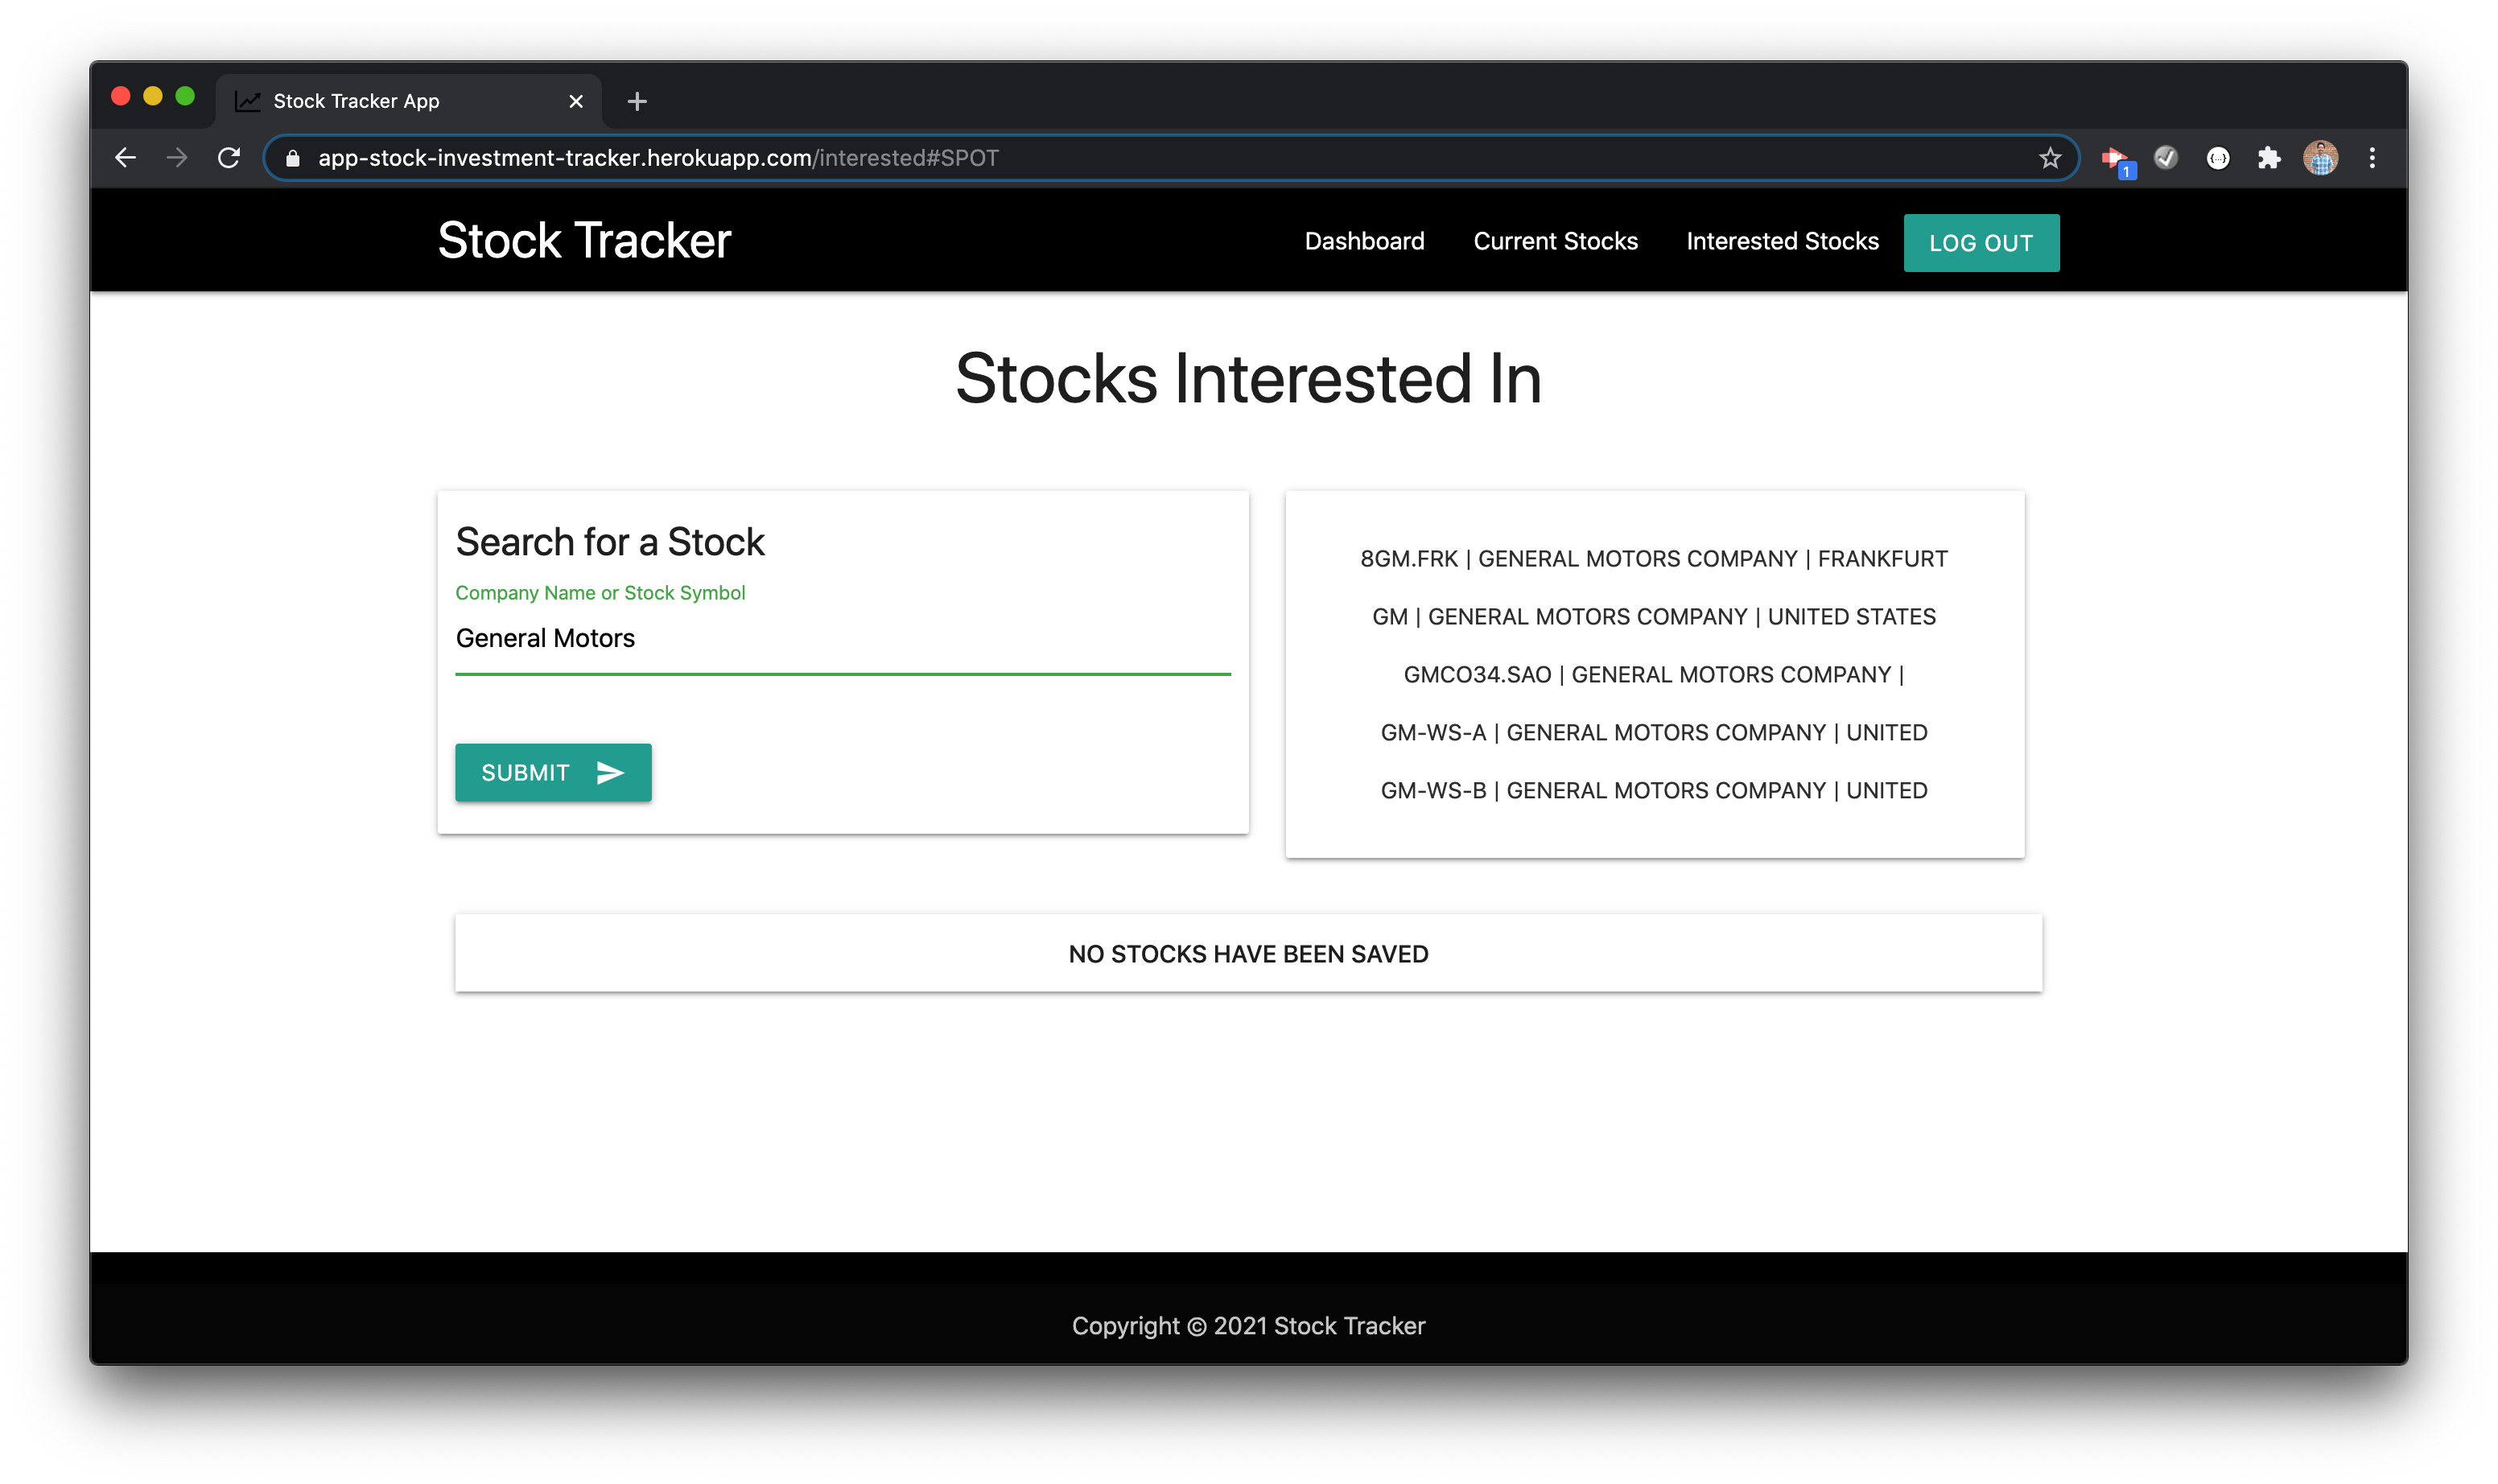 Stock Tracker App
app-stock-investment-tracker.herokuapp.com/interested#SPOT
1
Stock Tracker
Dashboard
Current Stocks
Interested Stocks
LOG OUT
Stocks Interested In
Search for a Stock
Company Name or Stock Symbol
General Motors
SUBMIT
8GM.FRK | GENERAL MOTORS COMPANY | FRANKFURT
GM | GENERAL MOTORS COMPANY | UNITED STATES
GMCO34.SAO | GENERAL MOTORS COMPANY |
GM-WS-A | GENERAL MOTORS COMPANY | UNITED
GM-WS-B | GENERAL MOTORS COMPANY | UNITED
NO STOCKS HAVE BEEN SAVED
Copyright © 2021 Stock Tracker